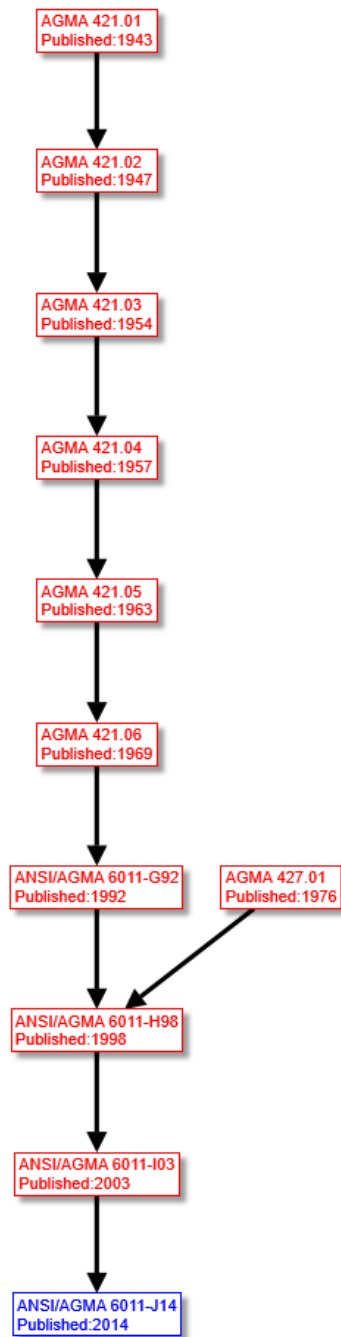 AGMA 421.01
Published:1943
AGMA 421.02
Published:1947
AGMA 421.03
Published:1954
AGMA 421.04
Published:1957
AGMA 421.05
Published:1963
AGMA 421.06
Published:1969
ANSI/AGMA 6011-G92
Published:1992
AGMA 427.01
Published:1976
ANSI/AGMA 6011-H98
Published:1998
ANSI/AGMA 6011-I03
Published:2003
ANSI/AGMA 6011-J14
Published:2014